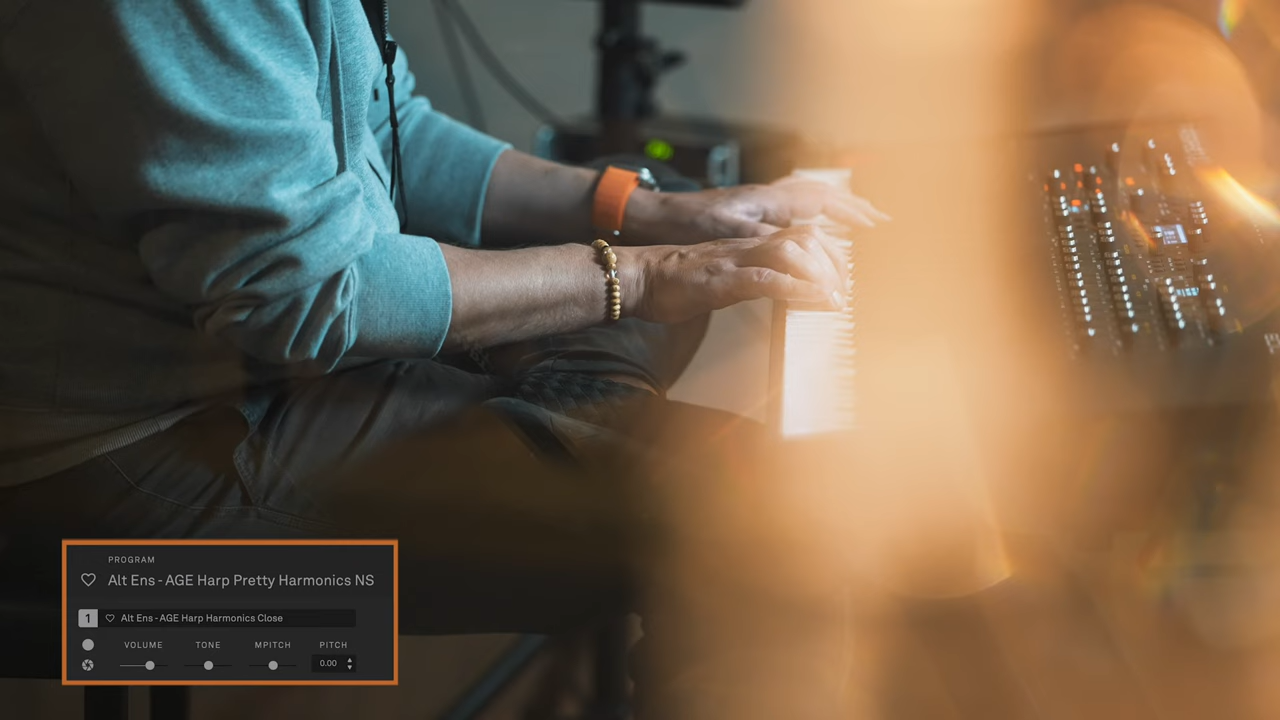 PROGRAM
Alt Ens - AGE Harp Pretty Harmonics NS
1 Alt Ens - AGE Harp Harmonics Close
VOLUME TONE MPITCH PITCH
0.00